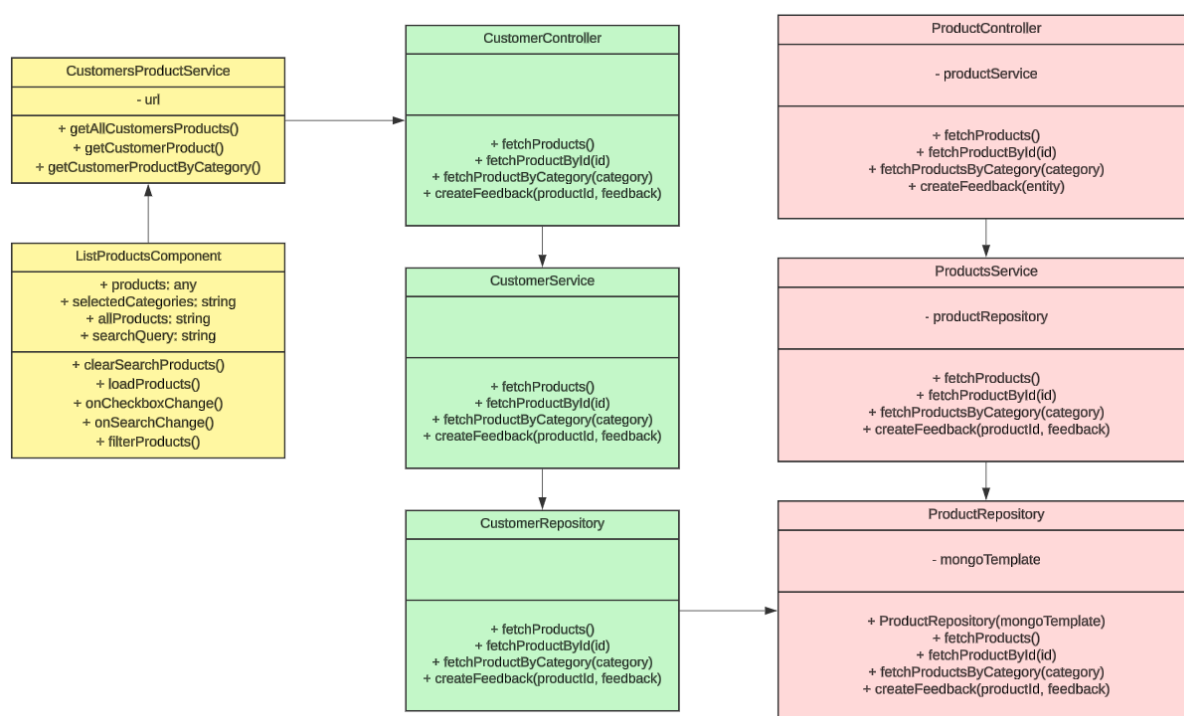 CustomersProductService
- url
+ getAllCustomersProducts()
+ getCustomerProduct()
+ getCustomerProductByCategory()
ListProductsComponent
+ products: any
+ selectedCategories: string
+ allProducts: string
+ searchQuery: string
+ clearSearchProducts()
+ loadProducts()
+ onCheckboxChange()
+ onSearchChange()
+ filterProducts()
CustomerController
+ fetchProducts()
+ fetchProductById(id)
+ fetchProductByCategory(category)
+ createFeedback(productId, feedback)
CustomerService
+ fetchProducts()
+ fetchProductById(id)
+ fetchProductByCategory(category)
+ createFeedback(productId, feedback)
CustomerRepository
+ fetchProducts()
+ fetchProductById(id)
+ fetchProductByCategory(category)
+ createFeedback(productId, feedback)
ProductController
- productService
+ fetchProducts()
+ fetchProductById(id)
+ fetchProductsByCategory(category)
+ createFeedback(entity)
ProductsService
- productRepository
+ fetchProducts()
+ fetchProductById(id)
+ fetchProductsByCategory(category)
+ createFeedback(productId, feedback)
ProductRepository
- mongoTemplate
+ ProductRepository(mongoTemplate)
+ fetchProducts()
+ fetchProductById(id)
+ fetchProductsByCategory(category)
+ createFeedback(productId, feedback)